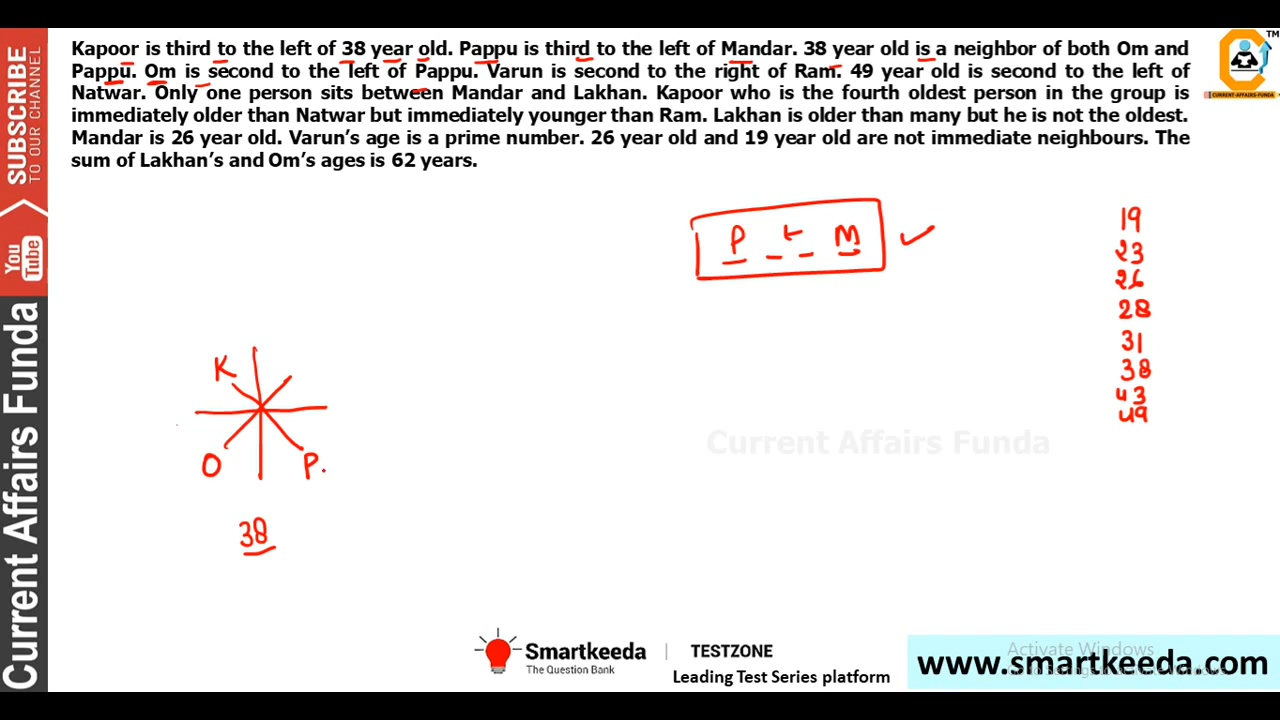 Kapoor is third to the left of 38 year old. Pappu is third to the left of Mandar. 38 year old is a neighbor of both Om and
Pappu. Om is second to the left of Pappu. Varun is second to the right of Ram. 49 year old is second to the left of
Natwar. Only one person sits between Mandar and Lakhan. Kapoor who is the fourth oldest person in the group is
immediately older than Natwar but immediately younger than Ram. Lakhan is older than many but he is not the oldest.
Mandar is 26 year old. Varun's age is a prime number. 26 year old and 19 year old are not immediate neighbours. The
sum of Lakhan's and Om's ages is 62 years.
SUBSCRIBE
TO OUR CHANNEL
You
Tube
Current Affairs Funda
TM
CURRENT-AFFAIRS-FUNDA
P M
19
23
26
28
31
38
43
49
K
O P
38
Current Affairs Funda
Smartkeeda
The Question Bank
TESTZONE
Leading Test Series platform
Activate Windows
www.smartkeeda.com